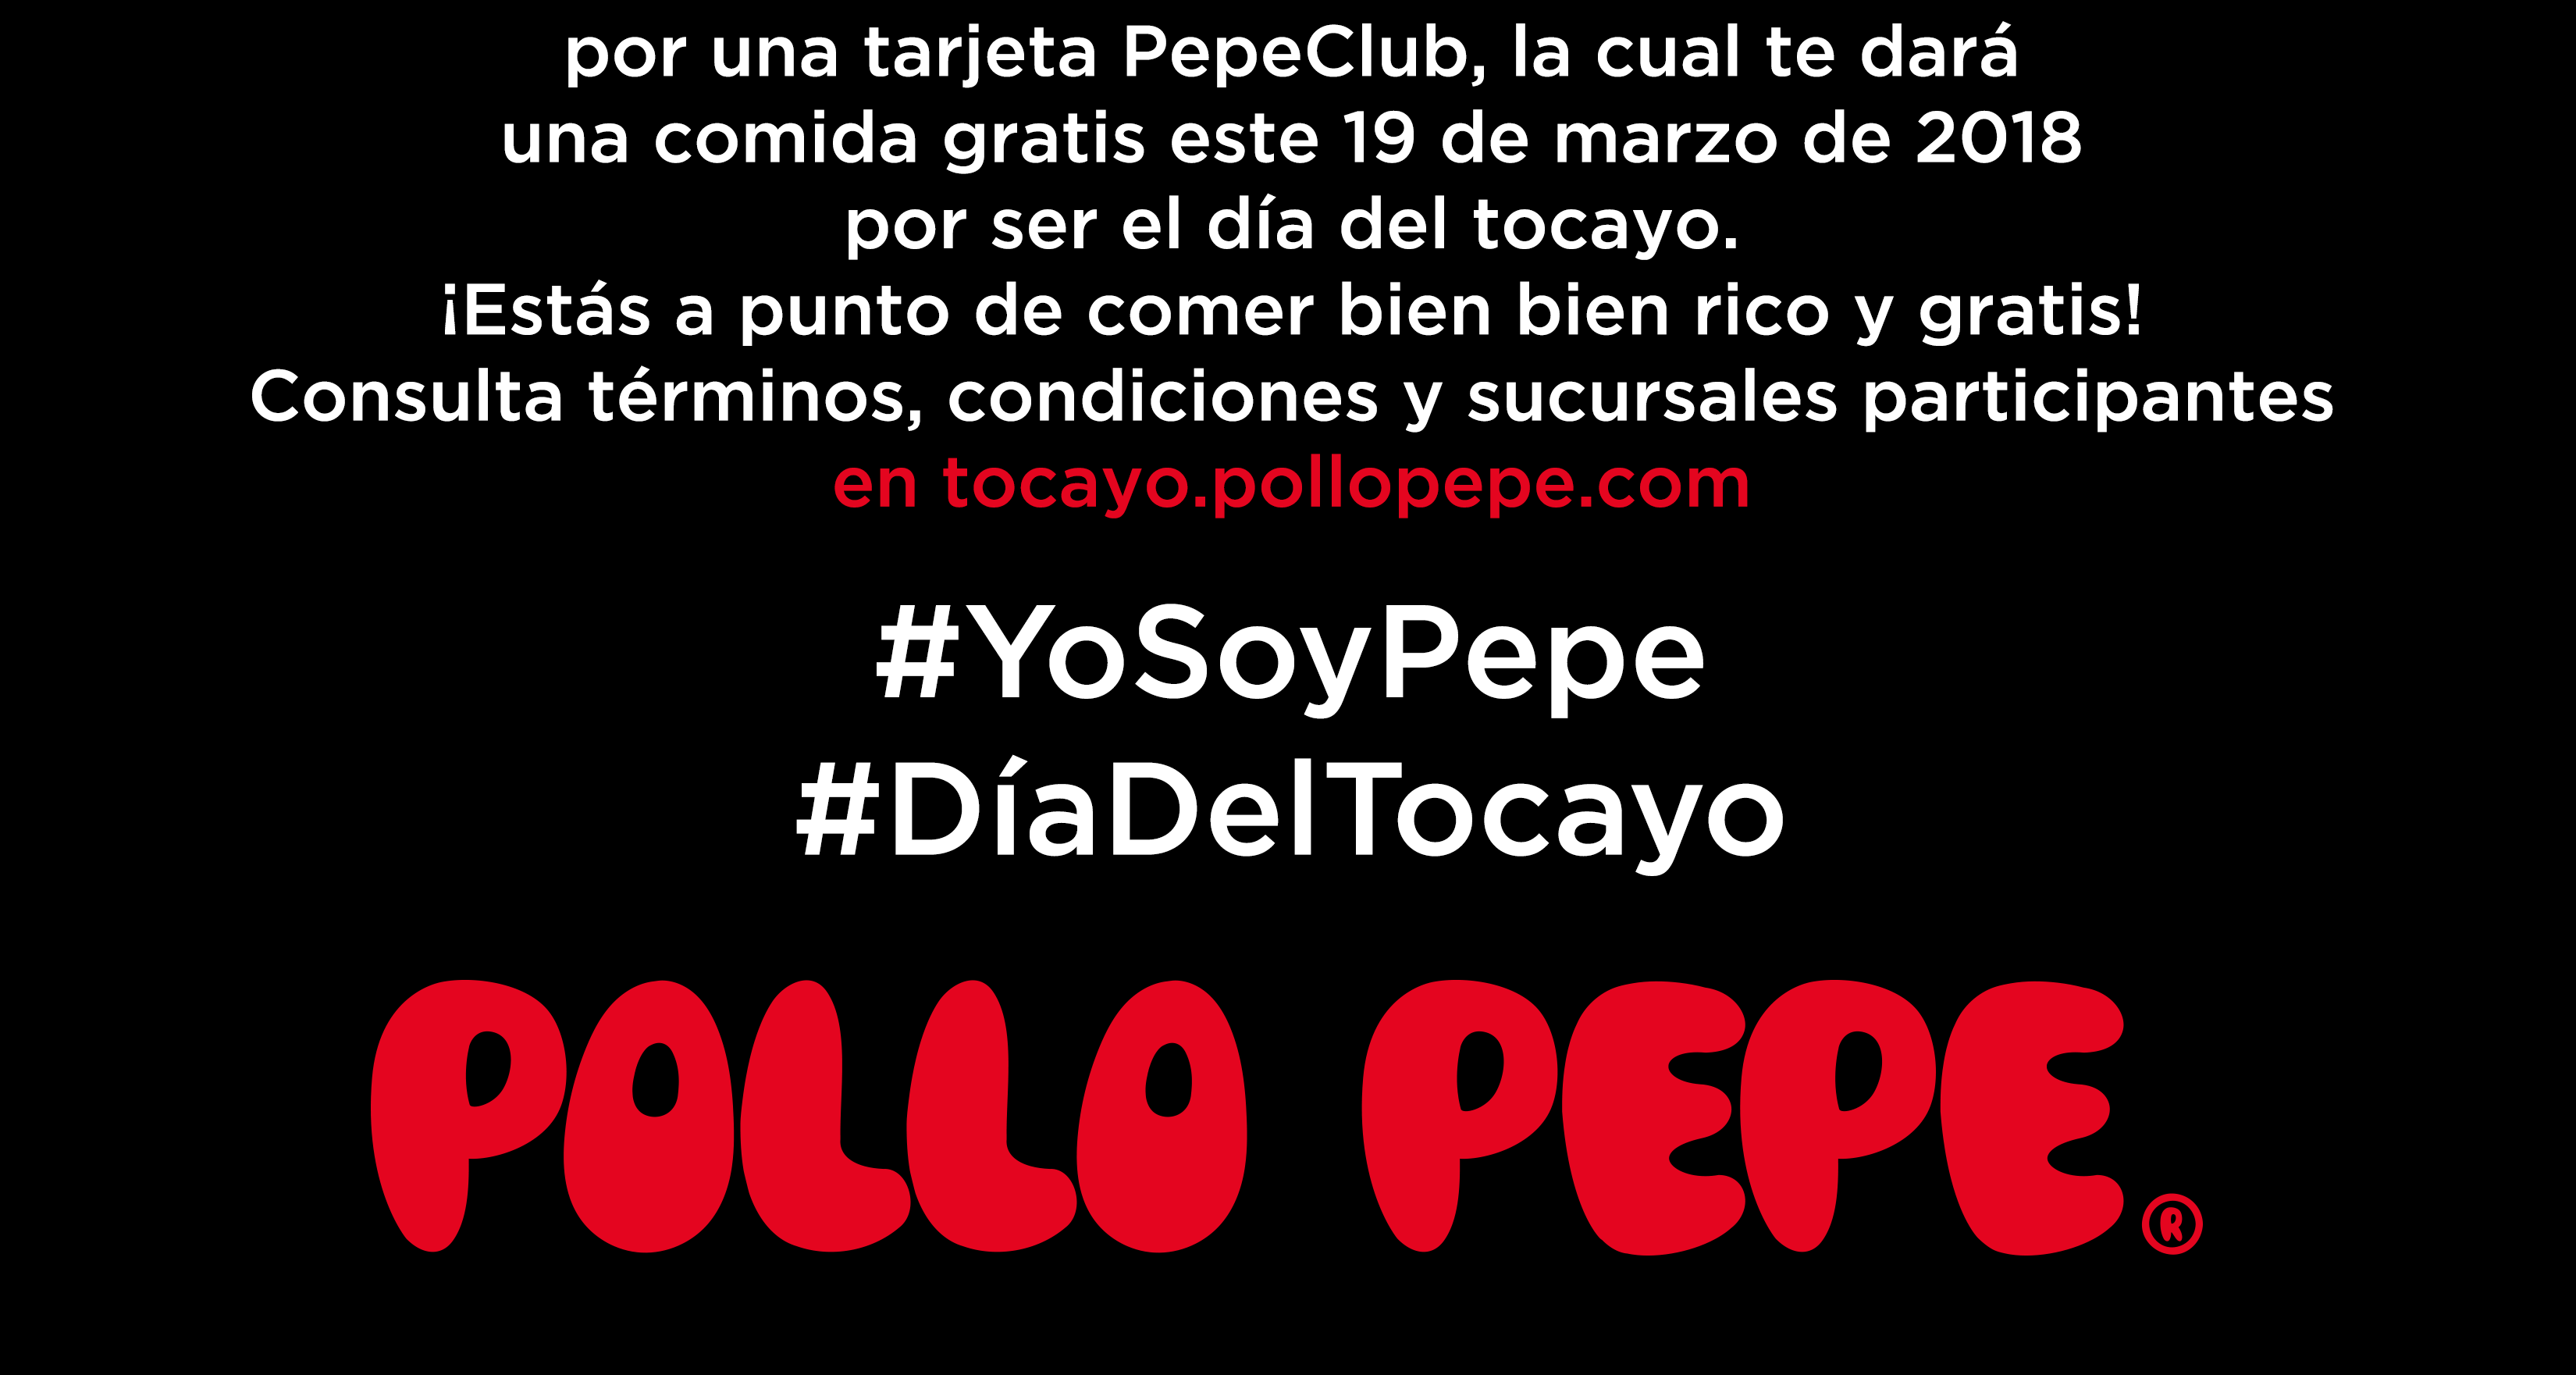 por una tarjeta PepeClub, la cual te dará
una comida gratis este 19 de marzo de 2018
por ser el día del tocayo.
¡Estás a punto de comer bien bien rico y gratis!
Consulta términos, condiciones y sucursales participantes
en tocayo.pollopepe.com
#YoSoyPepe
#DíaDelTocayo
POLLO PEPE®